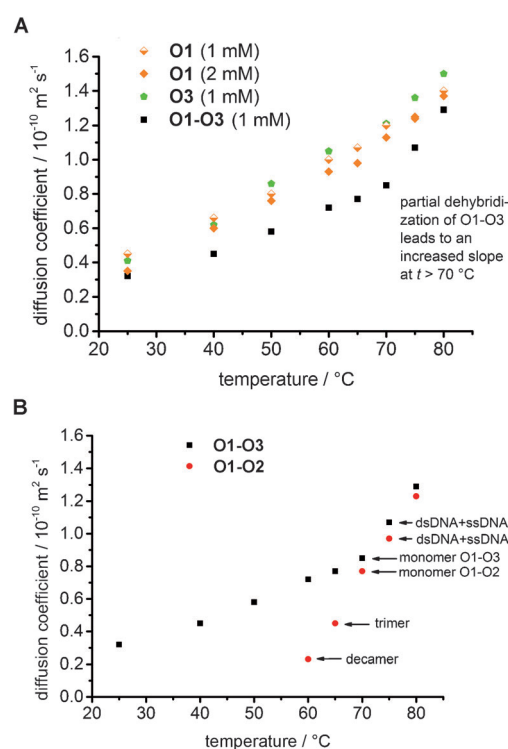 A
O1 (1 mM)
O1 (2 mM)
O3 (1 mM)
O1-O3 (1 mM)
1.6
1.4
1.2
1.0
0.8
0.6
0.4
0.2
0.0
diffusion coefficient / 10⁻¹⁰ m² s⁻¹
partial dehybridi-
zation of O1-O3
leads to an
increased slope
at t > 70 °C
20 30 40 50 60 70 80 90
temperature / °C
B
O1-O3
O1-O2
1.6
1.4
1.2
1.0
0.8
0.6
0.4
0.2
0.0
diffusion coefficient / 10⁻¹⁰ m² s⁻¹
dsDNA+ssDNA
dsDNA+ssDNA
monomer O1-O3
monomer O1-O2
trimer
decamer
20 30 40 50 60 70 80 90
temperature / °C